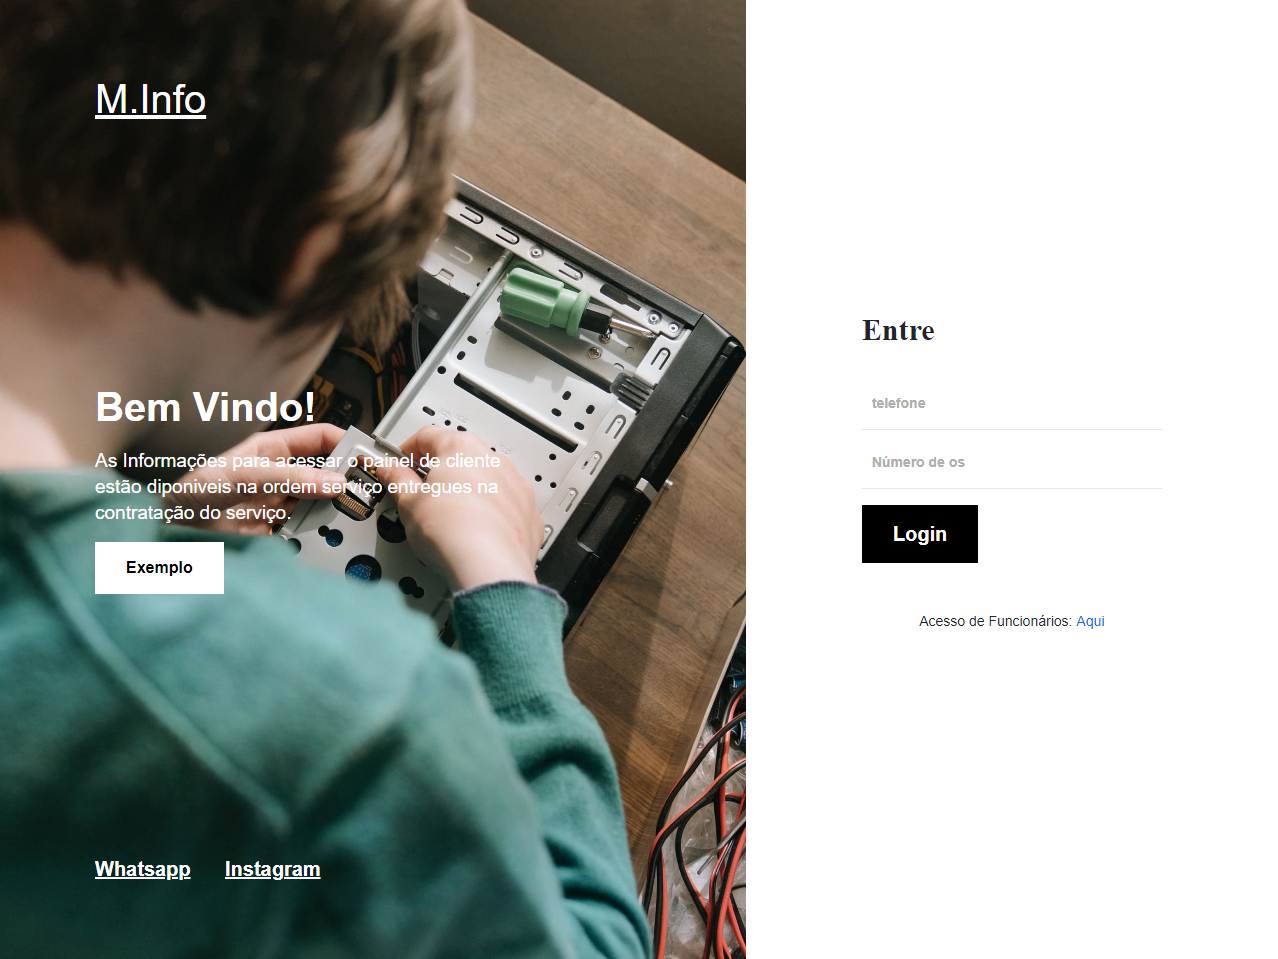 M.Info
Bem Vindo!
As Informações para acessar o painel de cliente
estão diponiveis na ordem serviço entregues na
contratação do serviço.
Exemplo
Whatsapp Instagram
Entre
telefone
Número de os
Login
Acesso de Funcionários: Aqui